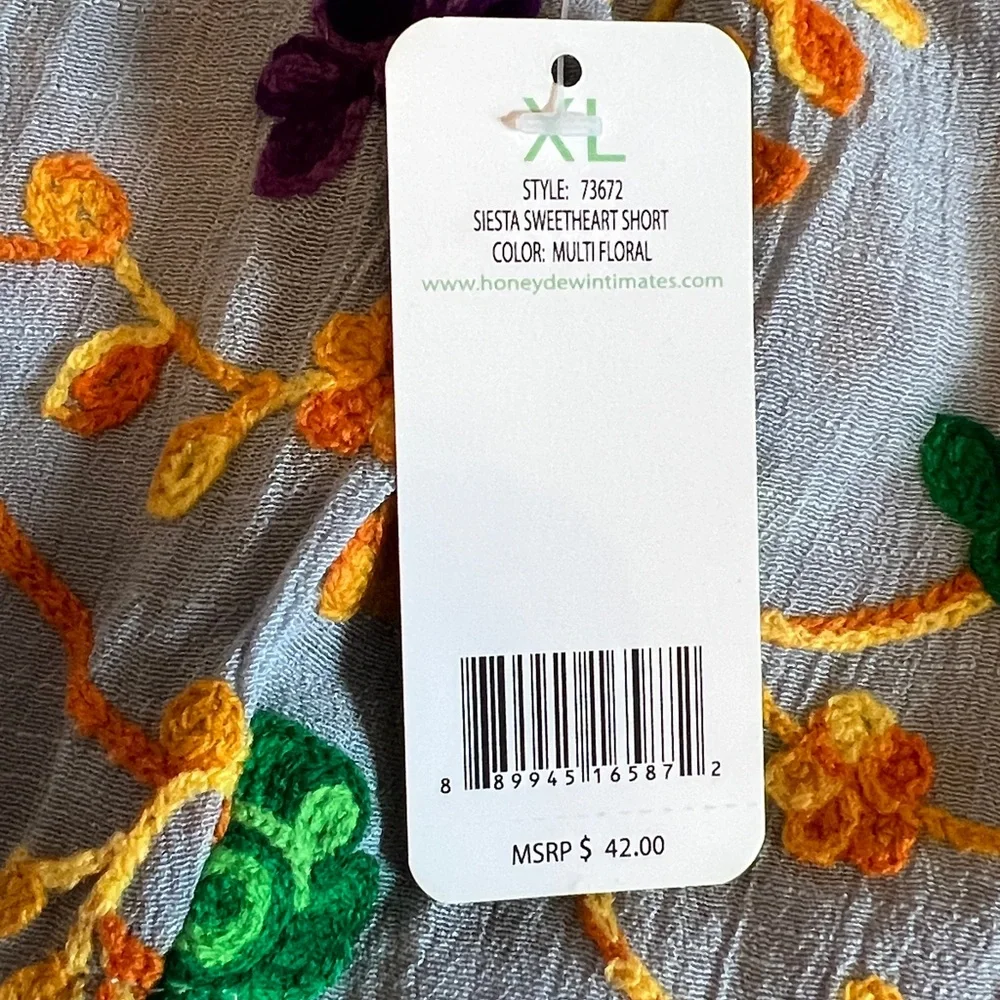 XL
STYLE: 73672
SIESTA SWEETHEART SHORT
COLOR: MULTI FLORAL
www.honeydewintimates.com
8 89945 16587 2
MSRP $ 42.00